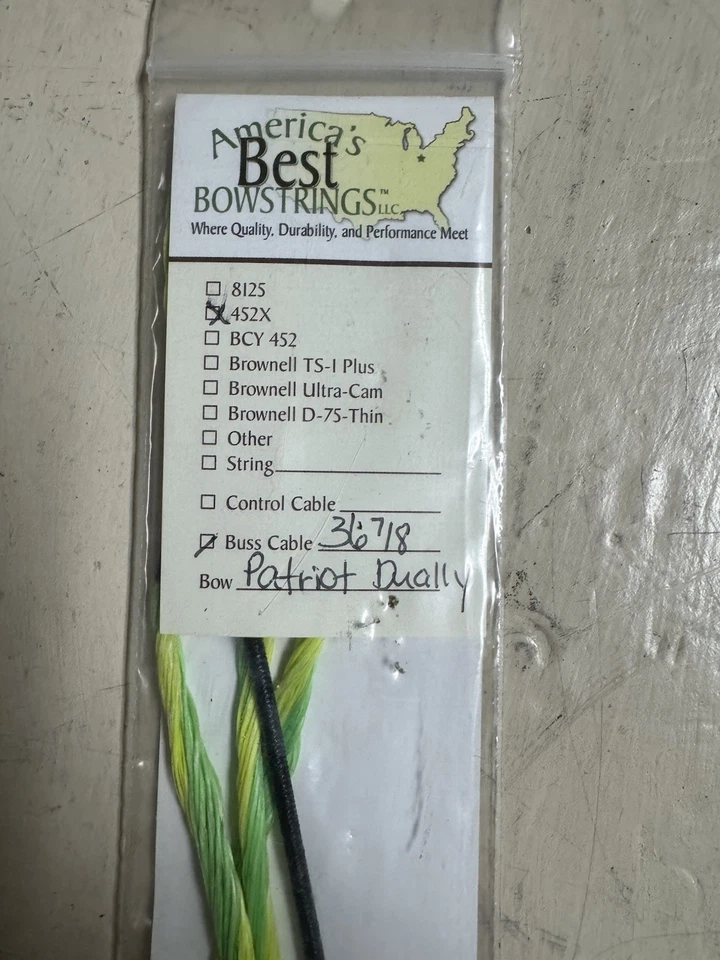 America's
Best
BOWSTRINGS™ LLC
Where Quality, Durability, and Performance Meet
8125
452X
BCY 452
Brownell TS-1 Plus
Brownell Ultra-Cam
Brownell D-75-Thin
Other
String
Control Cable
Buss Cable 36 7/8
Bow Patriot Dually